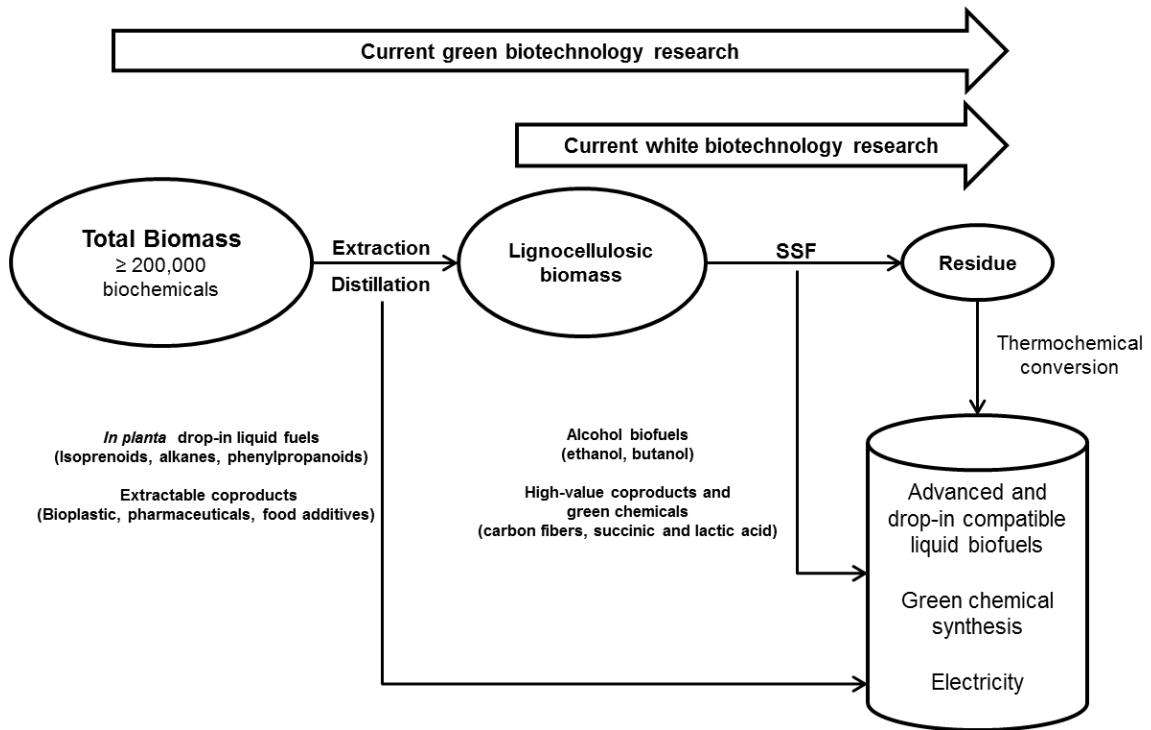 Current green biotechnology research
Current white biotechnology research
Total Biomass
≥ 200,000
biochemicals
Extraction
Distillation
Lignocellulosic
biomass
SSF
Residue
Thermochemical
conversion
In planta drop-in liquid fuels
(Isoprenoids, alkanes, phenylpropanoids)
Extractable coproducts
(Bioplastic, pharmaceuticals, food additives)
Alcohol biofuels
(ethanol, butanol)
High-value coproducts and
green chemicals
(carbon fibers, succinic and lactic acid)
Advanced and
drop-in compatible
liquid biofuels
Green chemical
synthesis
Electricity